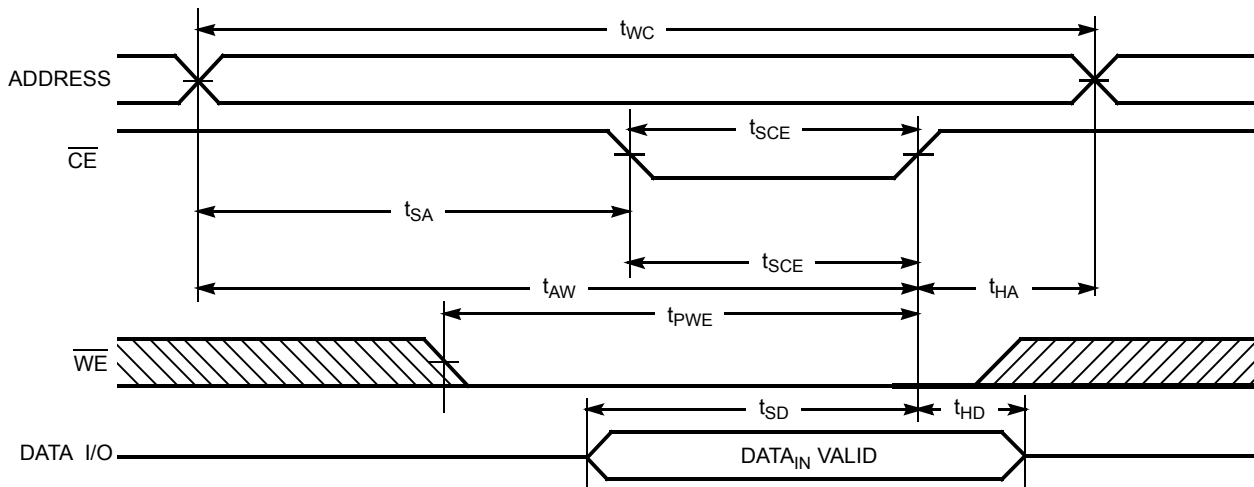 tWC
ADDRESS
tSCE
CE
tSA
tSCE
tAW
tHA
tPWE
WE
tSD
tHD
DATA I/O
DATAIN VALID